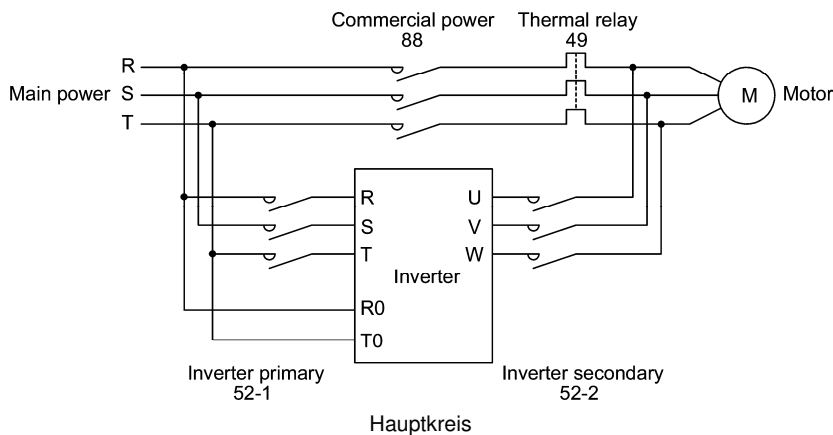 Commercial power
88
Thermal relay
49
R
Main power S
T
M Motor
R U
S V
T W
Inverter
R0
T0
Inverter primary
52-1
Inverter secondary
52-2
Hauptkreis